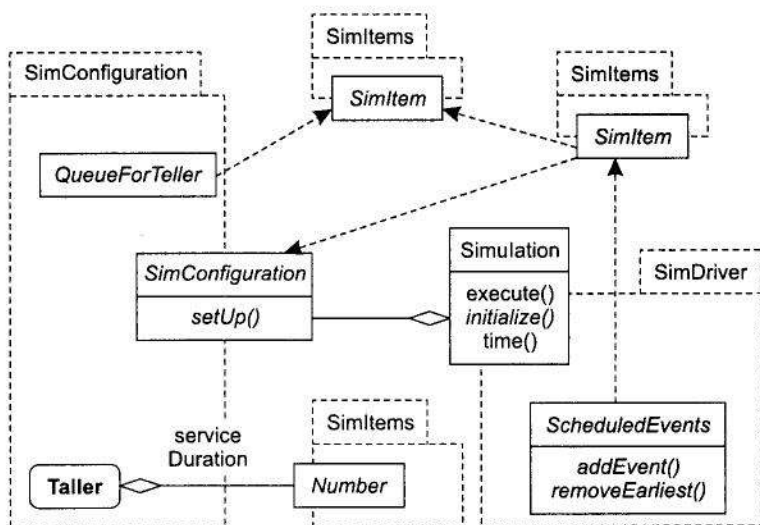 SimItems
SimConfiguration
SimItems
SimItem
SimItem
QueueForTeller
SimConfiguration
setUp()
Simulation
execute()
initialize()
time()
SimDriver
service
Duration
SimItems
Taller
Number
ScheduledEvents
addEvent()
removeEarliest()